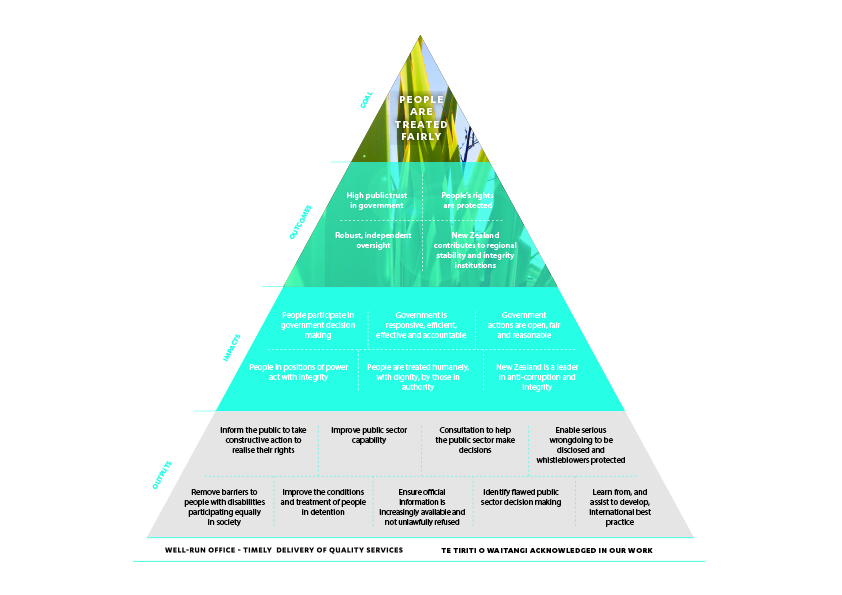 GOAL
PEOPLE
ARE
TREATED
FAIRLY
OUTCOMES
High public trust
in government
People's rights
are protected
Robust, independent
oversight
New Zealand
contributes to regional
stability and integrity
institutions
IMPACTS
People participate in
government decision
making
Government is
responsive, efficient,
effective and accountable
Government
actions are open, fair
and reasonable
People in positions of power
act with integrity
People are treated humanely,
with dignity, by those in
authority
New Zealand is a leader
in anti-corruption and
integrity
OUTPUTS
Inform the public to take
constructive action to
realise their rights
Improve public sector
capability
Consultation to help
the public sector make
decisions
Enable serious
wrongdoing to be
disclosed and
whistleblowers protected
Remove barriers to
people with disabilities
participating equally
in society
Improve the conditions
and treatment of people
in detention
Ensure official
information is
increasingly available and
not unlawfully refused
Identify flawed public
sector decision making
Learn from, and
assist to develop,
international best
practice
WELL-RUN OFFICE - TIMELY DELIVERY OF QUALITY SERVICES
TE TIRITI O WAITANGI ACKNOWLEDGED IN OUR WORK